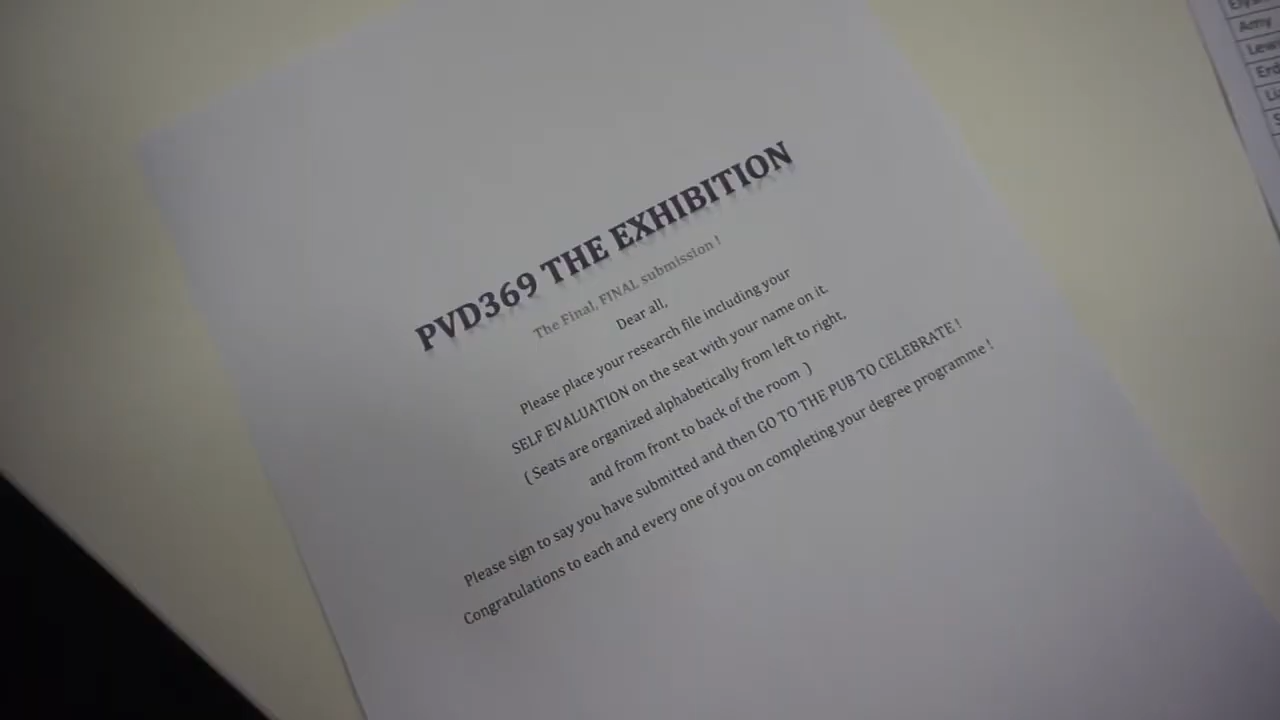 PVD369 THE EXHIBITION
The Final, FINAL submission !
Dear all,
Please place your research file including your
SELF EVALUATION on the seat with your name on it.
( Seats are organized alphabetically from left to right,
and from front to back of the room )
Please sign to say you have submitted and then GO TO THE PUB TO CELEBRATE !
Congratulations to each and every one of you on completing your degree programme !
Amy